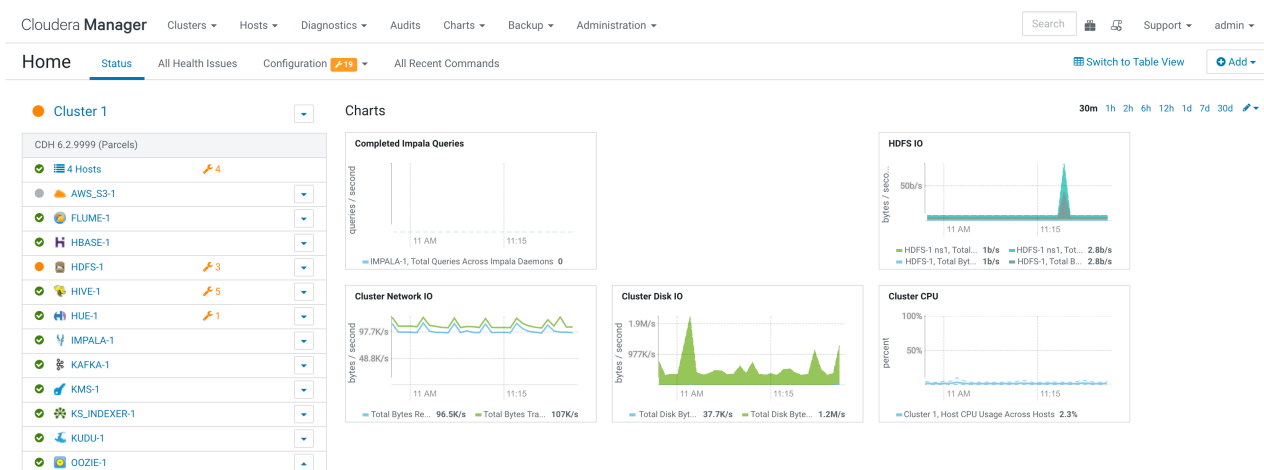 Cloudera Manager Clusters Hosts Diagnostics Audits Charts Backup Administration Search Support admin
Home Status All Health Issues Configuration 19 All Recent Commands Switch to Table View Add
Cluster 1
CDH 6.2.9999 (Parcels)
4 Hosts 4
AWS_S3-1
FLUME-1
HBASE-1
HDFS-1 3
HIVE-1 5
HUE-1 1
IMPALA-1
KAFKA-1
KMS-1
KS_INDEXER-1
KUDU-1
OOZIE-1
Charts 30m 1h 2h 6h 12h 1d 7d 30d
Completed Impala Queries
queries / second
11 AM 11:15
IMPALA-1, Total Queries Across Impala Daemons 0
HDFS IO
bytes / seco...
50b/s
11 AM 11:15
HDFS-1 ns1, Total... 1b/s HDFS-1 ns1, Tot... 2.8b/s
HDFS-1, Total Byt... 1b/s HDFS-1, Total B... 2.8b/s
Cluster Network IO
bytes / second
97.7K/s
48.8K/s
11 AM 11:15
Total Bytes Re... 96.5K/s Total Bytes Tra... 107K/s
Cluster Disk IO
bytes / second
1.9M/s
977K/s
11 AM 11:15
Total Disk Byt... 37.7K/s Total Disk Byte... 1.2M/s
Cluster CPU
percent
100%
50%
11 AM 11:15
Cluster 1, Host CPU Usage Across Hosts 2.3%